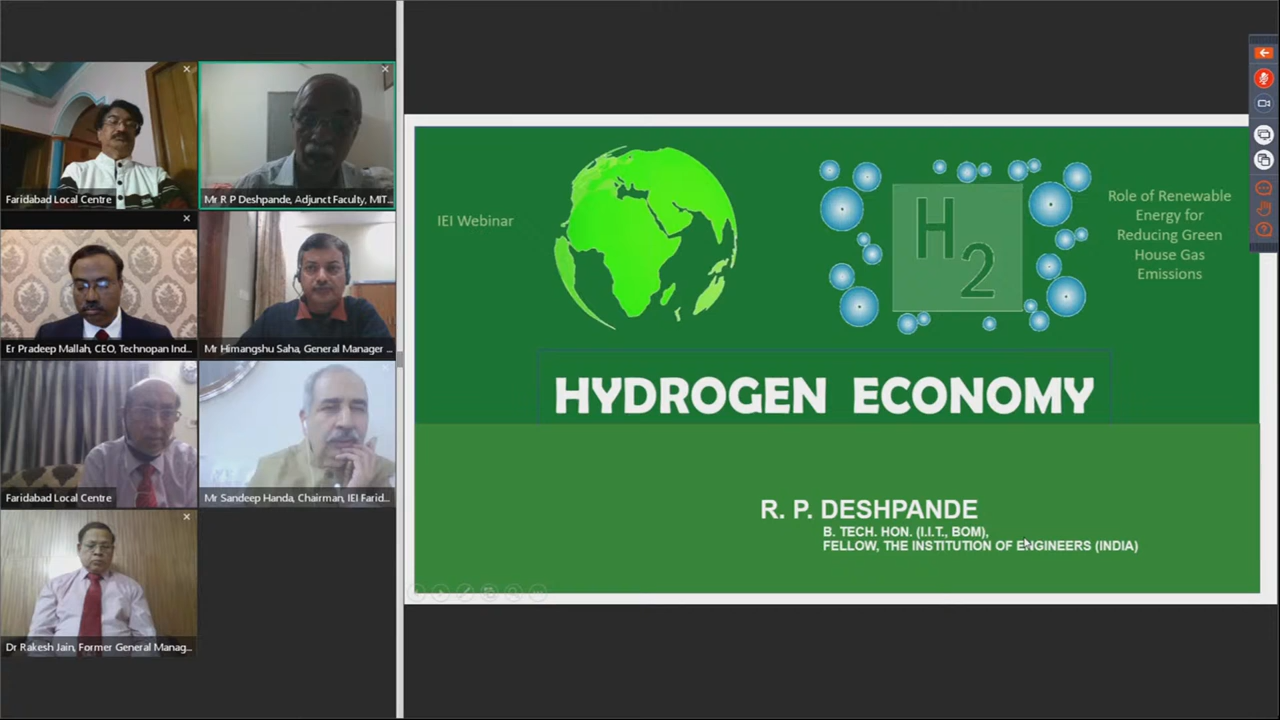 Faridabad Local Centre
Mr R P Deshpande, Adjunct Faculty, MIT...
Er Pradeep Mallah, CEO, Technopan Ind...
Mr Himangshu Saha, General Manager ...
Faridabad Local Centre
Mr Sandeep Handa, Chairman, IEI Farid...
Dr Rakesh Jain, Former General Manag...
IEI Webinar
H2
Role of Renewable
Energy for
Reducing Green
House Gas
Emissions
HYDROGEN ECONOMY
R. P. DESHPANDE
B. TECH. HON. (I.I.T., BOM),
FELLOW, THE INSTITUTION OF ENGINEERS (INDIA)